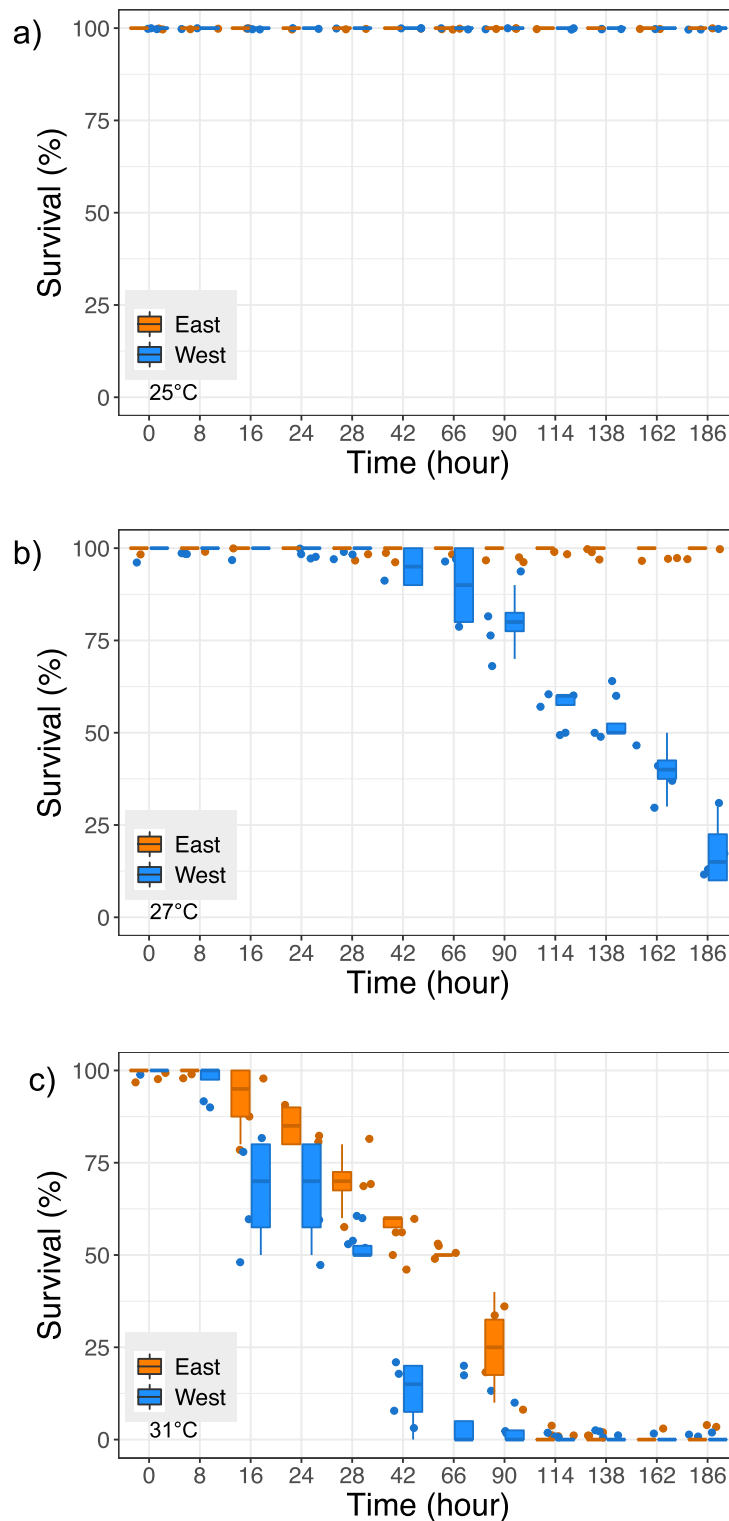 a)
100
75
50
25
0
Survival (%)
East
West
25°C
0 8 16 24 28 42 66 90 114 138 162 186
Time (hour)
b)
100
75
50
25
0
Survival (%)
East
West
27°C
0 8 16 24 28 42 66 90 114 138 162 186
Time (hour)
c)
100
75
50
25
0
Survival (%)
East
West
31°C
0 8 16 24 28 42 66 90 114 138 162 186
Time (hour)